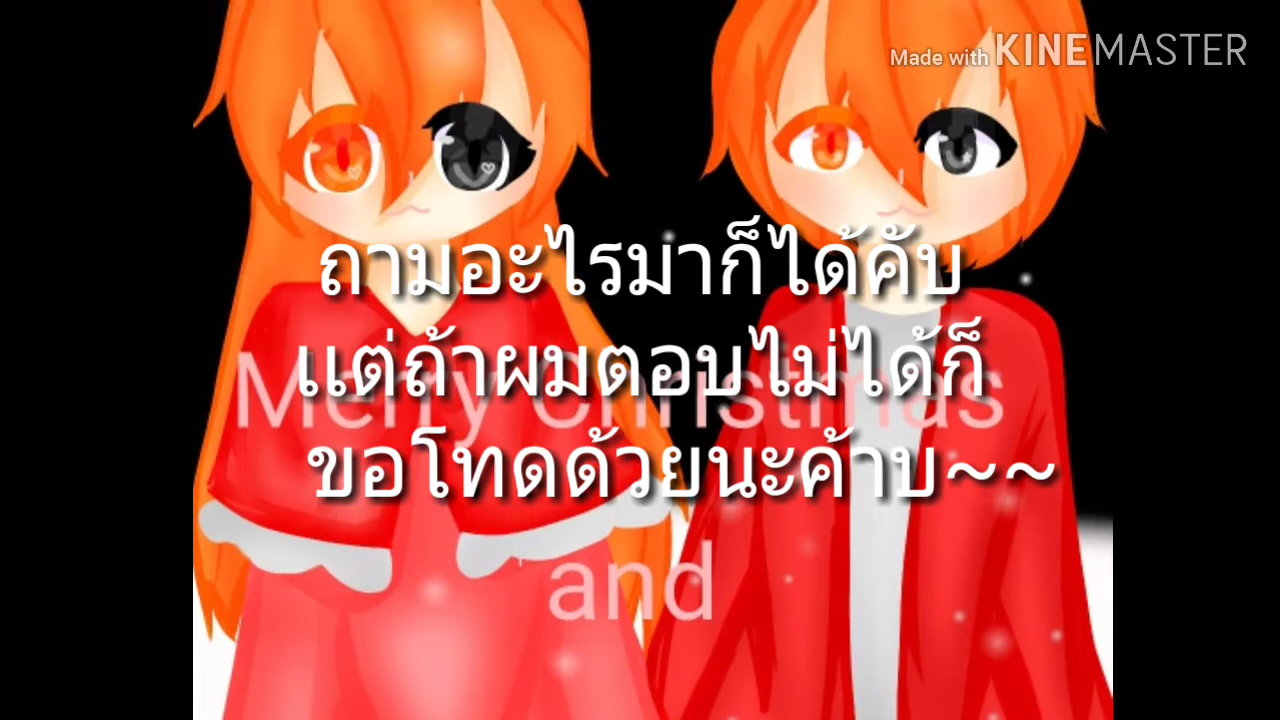 Made with KINEMASTER
ถามอะไรมาก็ได้คับ
แต่ถ้าผมตอบไม่ได้ก็
ขอโทดด้วยนะค้าบ~~
Merry Christmas
and